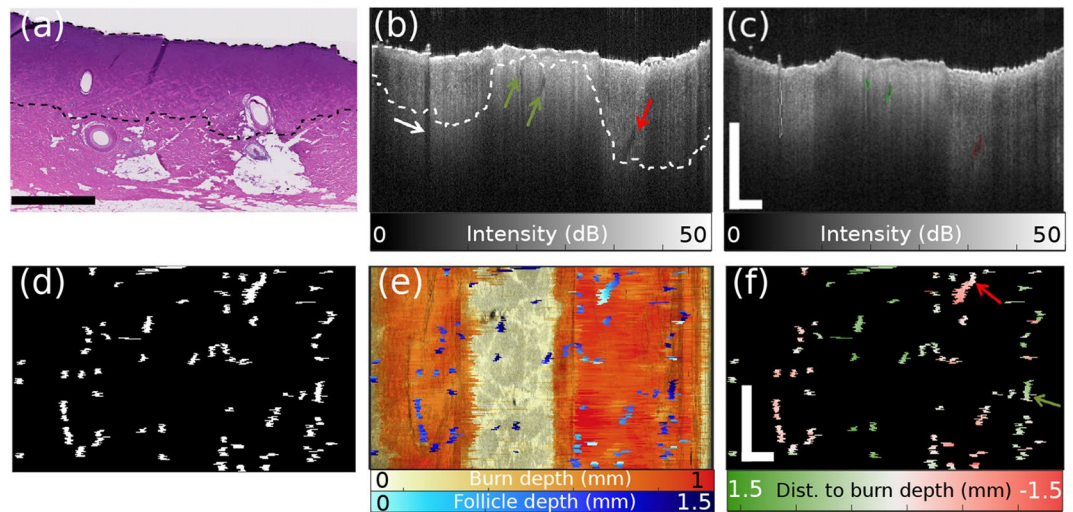 (a)
(b)
(c)
0 Intensity (dB) 50
0 Intensity (dB) 50
(d)
(e)
(f)
0 Burn depth (mm) 1
0 Follicle depth (mm) 1.5
1.5 Dist. to burn depth (mm) -1.5